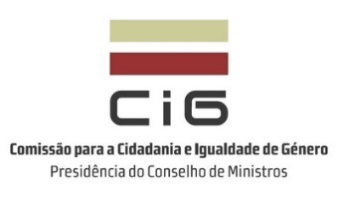 CiG
Comissão para a Cidadania e Igualdade de Género
Presidência do Conselho de Ministros